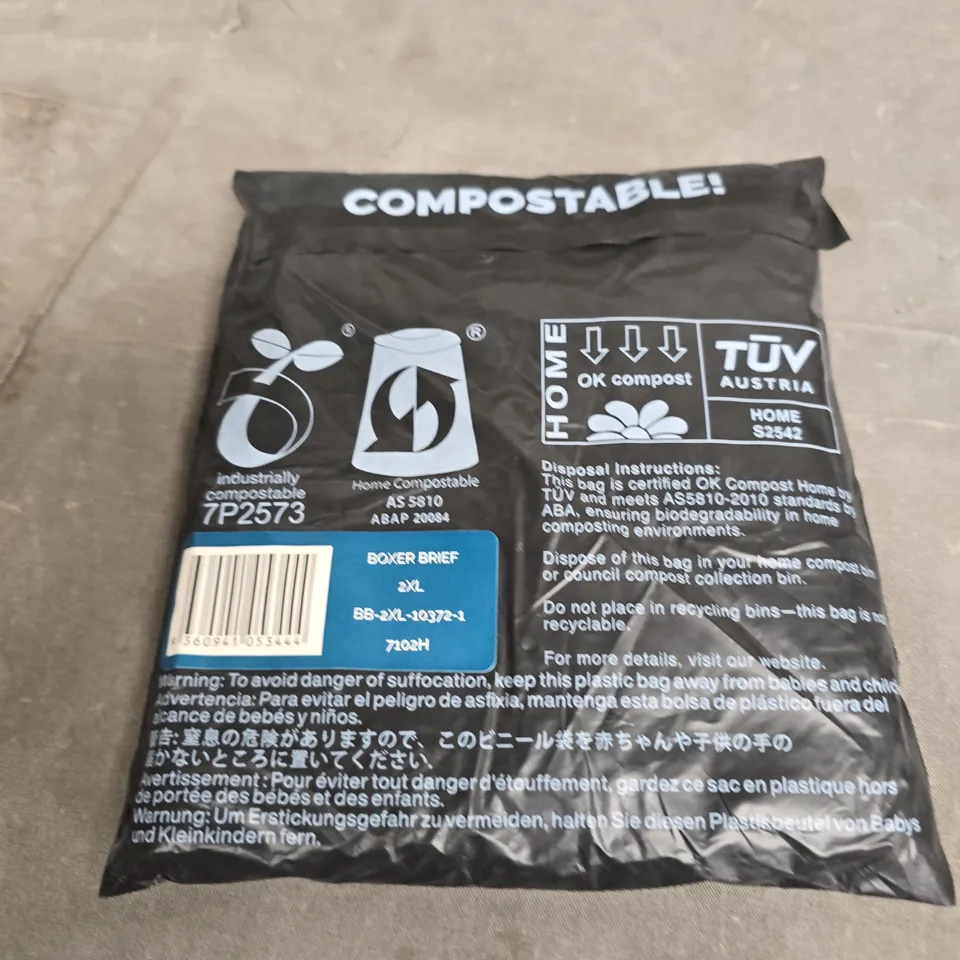 COMPOSTABLE!
industrially
compostable
7P2573
S
®
Home Compostable
AS 5810
ABAP 20084
HOME
OK compost
TÜV
AUSTRIA
HOME
S2542
Disposal Instructions:
This bag is certified OK Compost Home by
TÜV and meets AS5810-2010 standards by
ABA, ensuring biodegradability in home
composting environments.
Dispose of this bag in your home compost bin
or council compost collection bin.
Do not place in recycling bins—this bag is not
recyclable.
For more details, visit our website.
BOXER BRIEF
2XL
BB-2XL-10372-1
7102H
9 360941 053444
Warning: To avoid danger of suffocation, keep this plastic bag away from babies and child
Advertencia: Para evitar el peligro de asfixia, mantenga esta bolsa de plástico fuera del
alcance de bebés y niños.
警告: 窒息の危険がありますので、このビニール袋を赤ちゃんや子供の手の
届かないところに置いてください.
Avertissement : Pour éviter tout danger d'étouffement, gardez ce sac en plastique hors
de portée des bébés et des enfants.
Warnung: Um Erstickungsgefahr zu vermeiden, halten Sie diesen Plastikbeutel von Babys
und Kleinkindern fern.